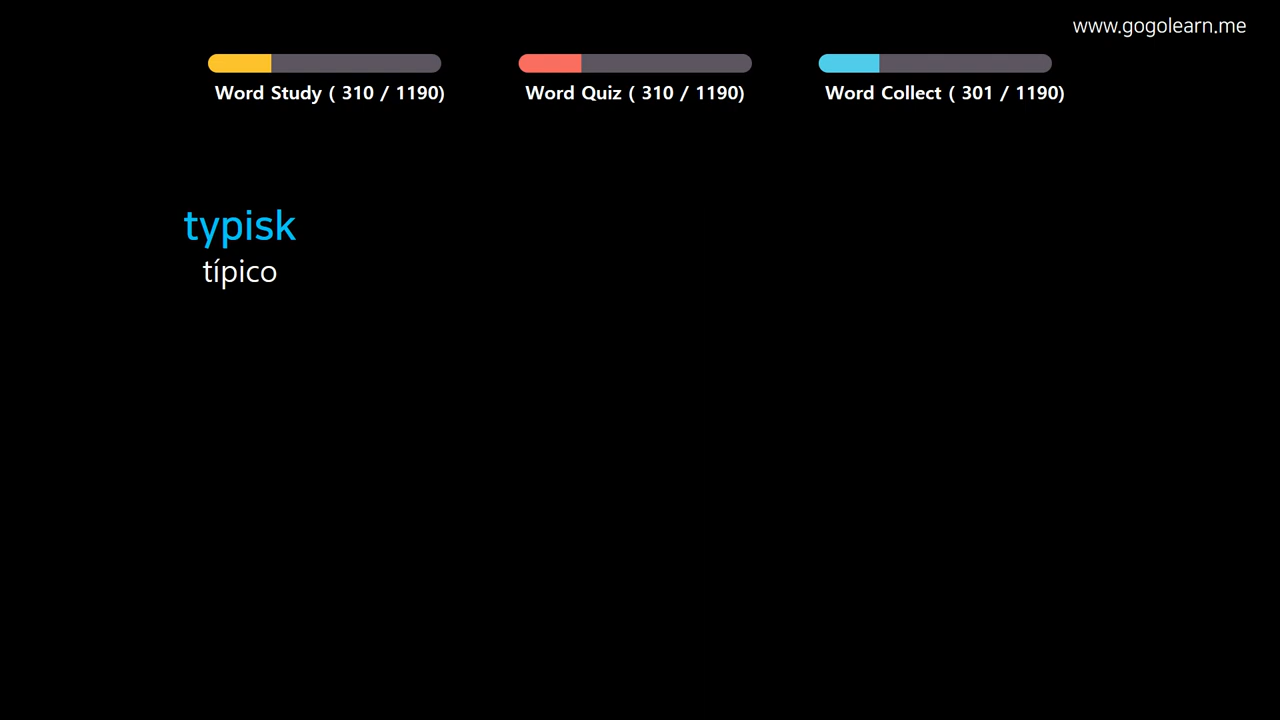 www.gogolearn.me
Word Study ( 310 / 1190)
Word Quiz ( 310 / 1190)
Word Collect ( 301 / 1190)
typisk
típico